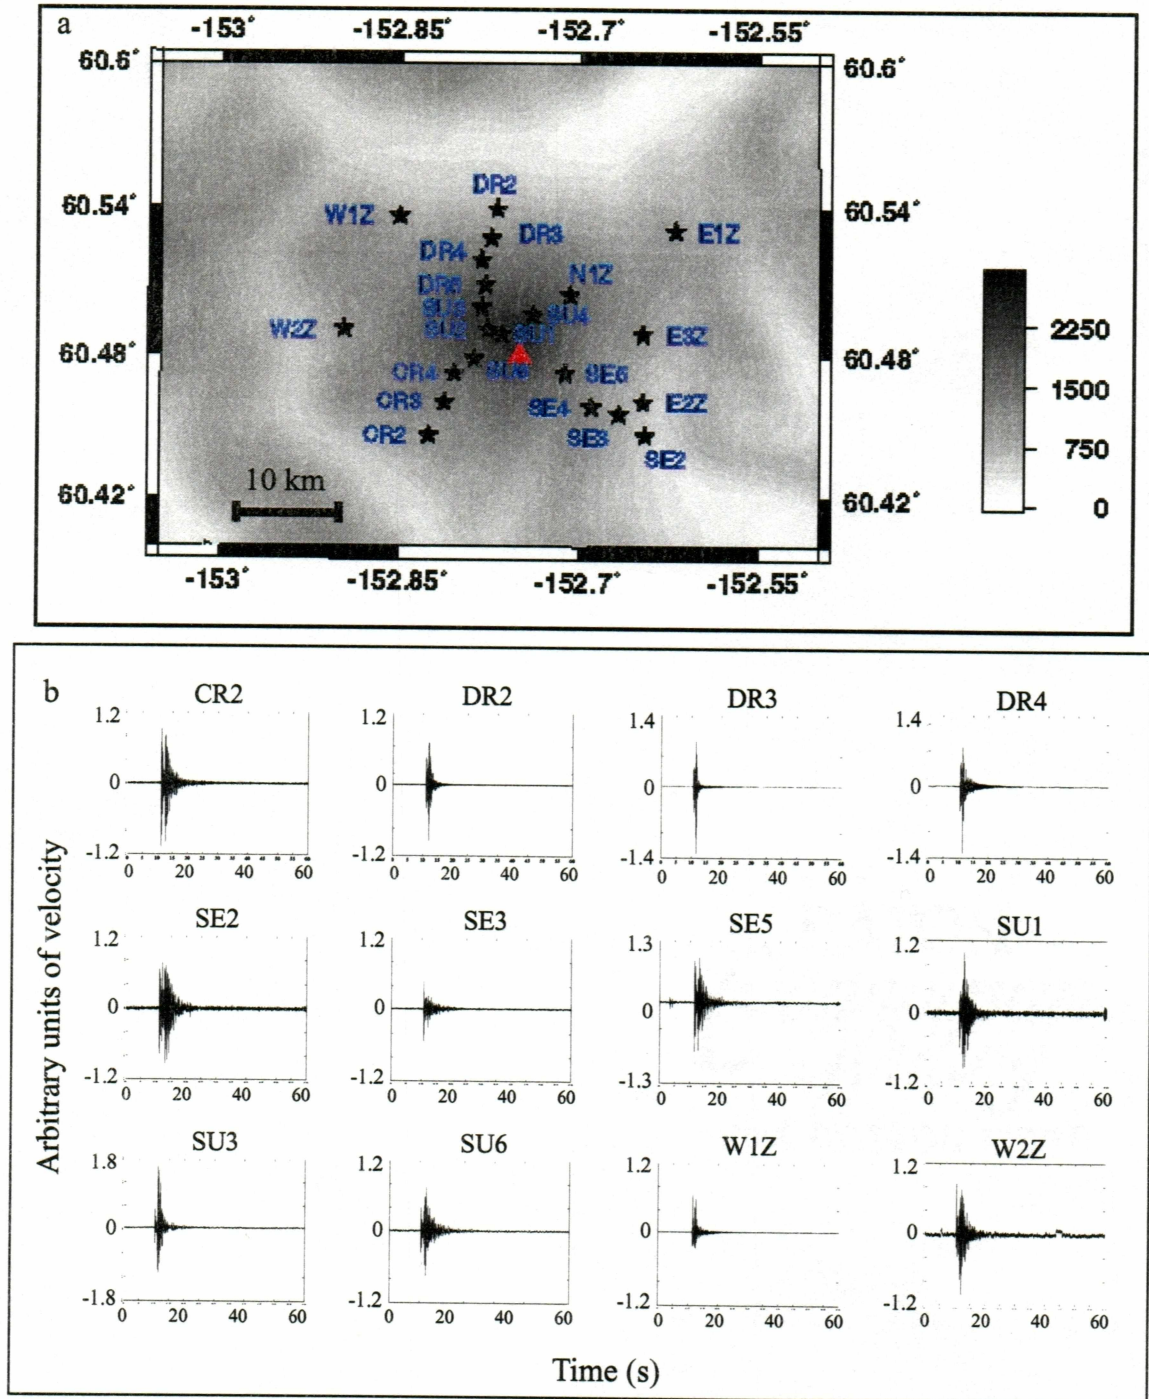 a
-153° -152.85° -152.7° -152.55°
60.6° 60.6°
DR2
60.54° W1Z 60.54°
DR3 E1Z
DR4
N1Z
DR5
SU3 SU4
W2Z SU2 SU1 E3Z 2250
60.48° 60.48°
CR4 SU6 SE5 1500
CR3 SE4 E2Z
CR2 SE3 750
SE2
10 km
60.42° 60.42° 0
-153° -152.85° -152.7° -152.55°
b
CR2 DR2 DR3 DR4
1.2 1.2 1.4 1.4
0 0 0 0
-1.2 -1.2 -1.4 -1.4
0 20 40 60 0 20 40 60 0 20 40 60 0 20 40 60
Arbitrary units of velocity
SE2 SE3 SE5 SU1
1.2 1.2 1.3 1.2
0 0 0 0
-1.2 -1.2 -1.3 -1.2
0 20 40 60 0 20 40 60 0 20 40 60 0 20 40 60
SU3 SU6 W1Z W2Z
1.8 1.2 1.2 1.2
0 0 0 0
-1.8 -1.2 -1.2 -1.2
0 20 40 60 0 20 40 60 0 20 40 60 0 20 40 60
Time (s)